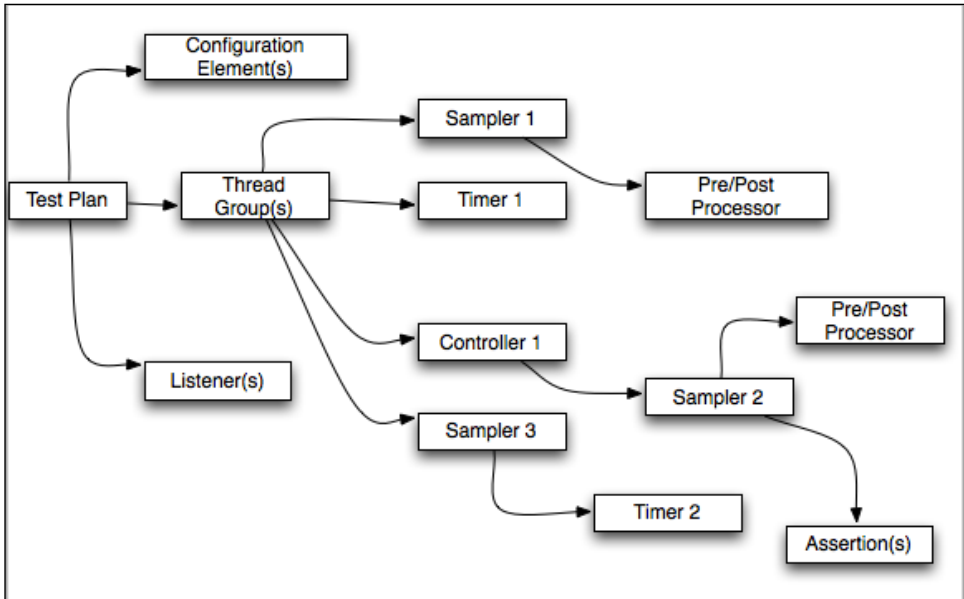 Configuration
Element(s)
Sampler 1
Test Plan
Thread
Group(s)
Timer 1
Pre/Post
Processor
Pre/Post
Processor
Controller 1
Listener(s)
Sampler 2
Sampler 3
Timer 2
Assertion(s)